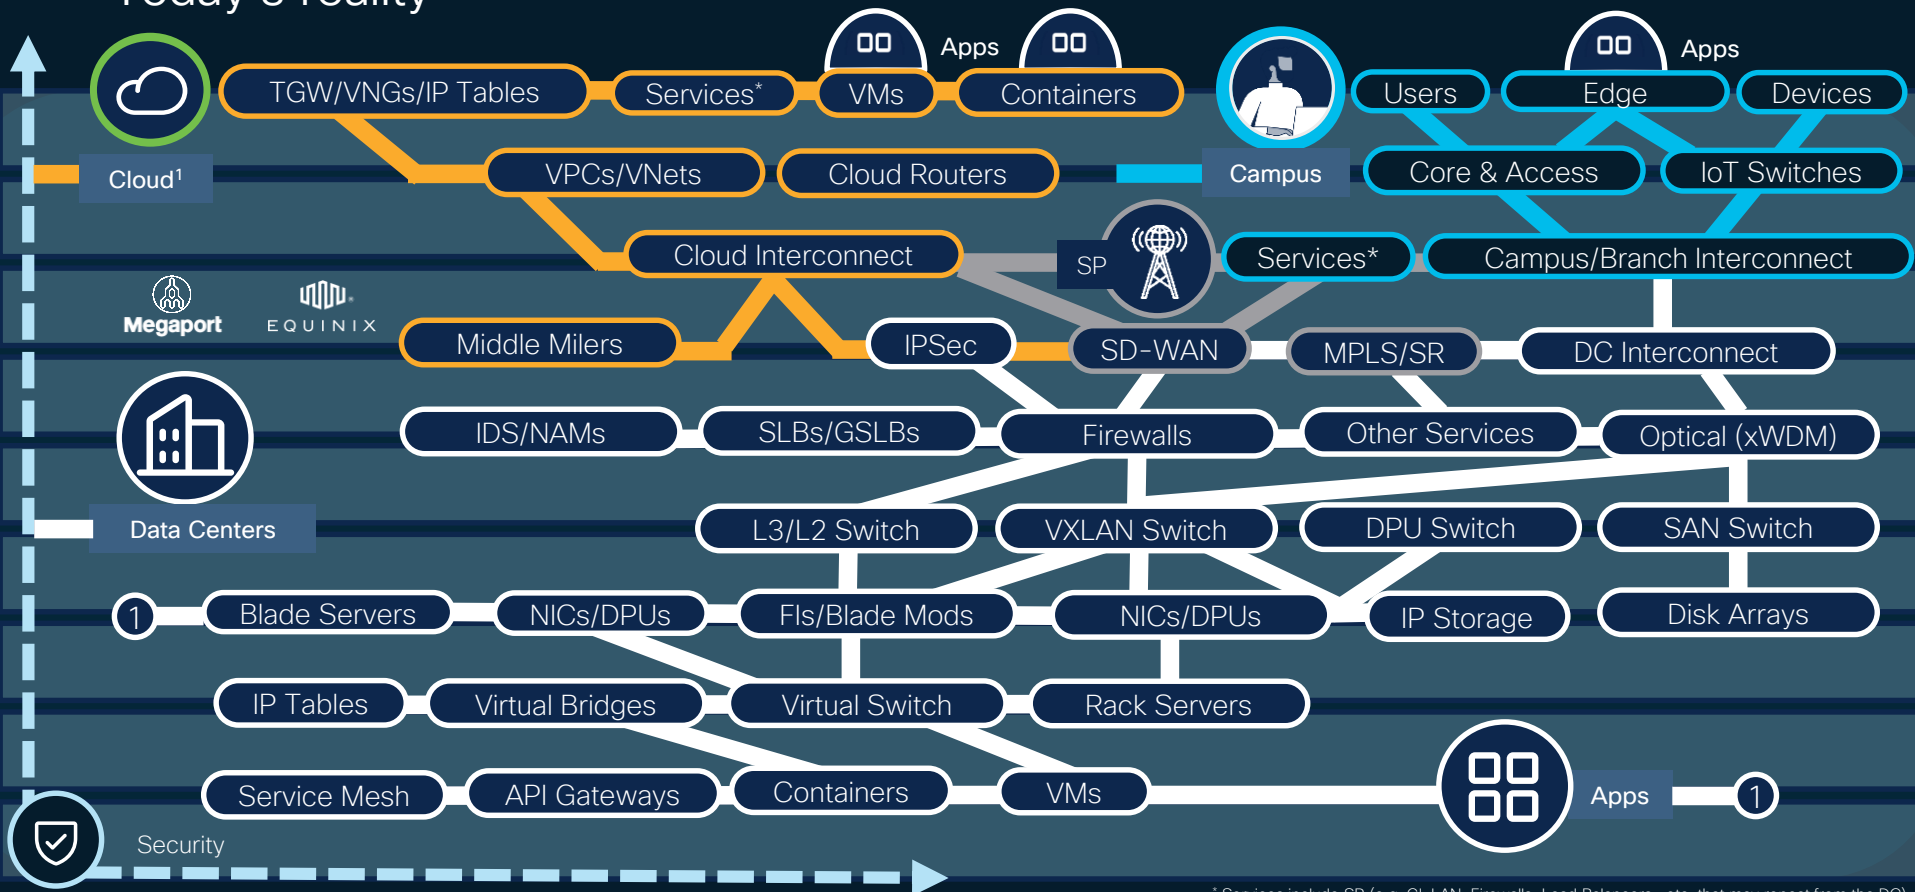 Today's reality
Apps
Apps
TGW/VNGs/IP Tables
Services*
VMs
Containers
Users
Edge
Devices
Cloud¹
VPCs/VNets
Cloud Routers
Campus
Core & Access
IoT Switches
Cloud Interconnect
SP
Services*
Campus/Branch Interconnect
Megaport
EQUINIX
Middle Milers
IPSec
SD-WAN
MPLS/SR
DC Interconnect
IDS/NAMs
SLBs/GSLBs
Firewalls
Other Services
Optical (xWDM)
Data Centers
L3/L2 Switch
VXLAN Switch
DPU Switch
SAN Switch
1
Blade Servers
NICs/DPUs
FIs/Blade Mods
NICs/DPUs
IP Storage
Disk Arrays
IP Tables
Virtual Bridges
Virtual Switch
Rack Servers
Service Mesh
API Gateways
Containers
VMs
Apps
1
Security